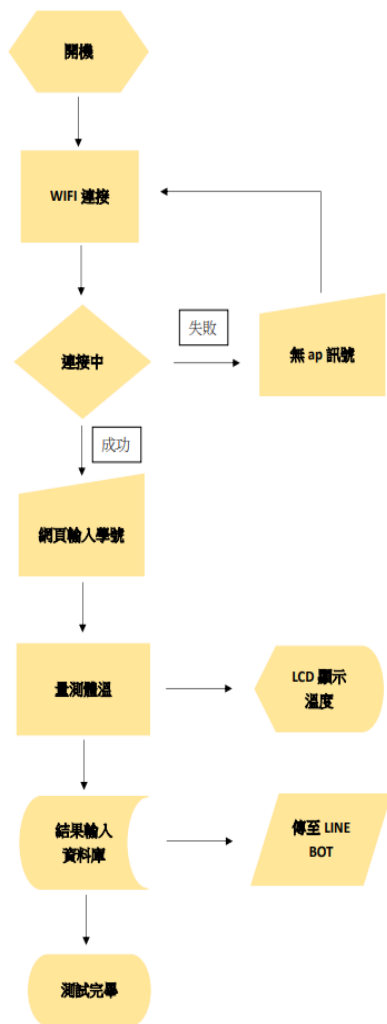 開機
WIFI 連接
連接中
失敗
無 ap 訊號
成功
網頁輸入學號
量測體溫
LCD 顯示
溫度
結果輸入
資料庫
傳至 LINE
BOT
測試完畢